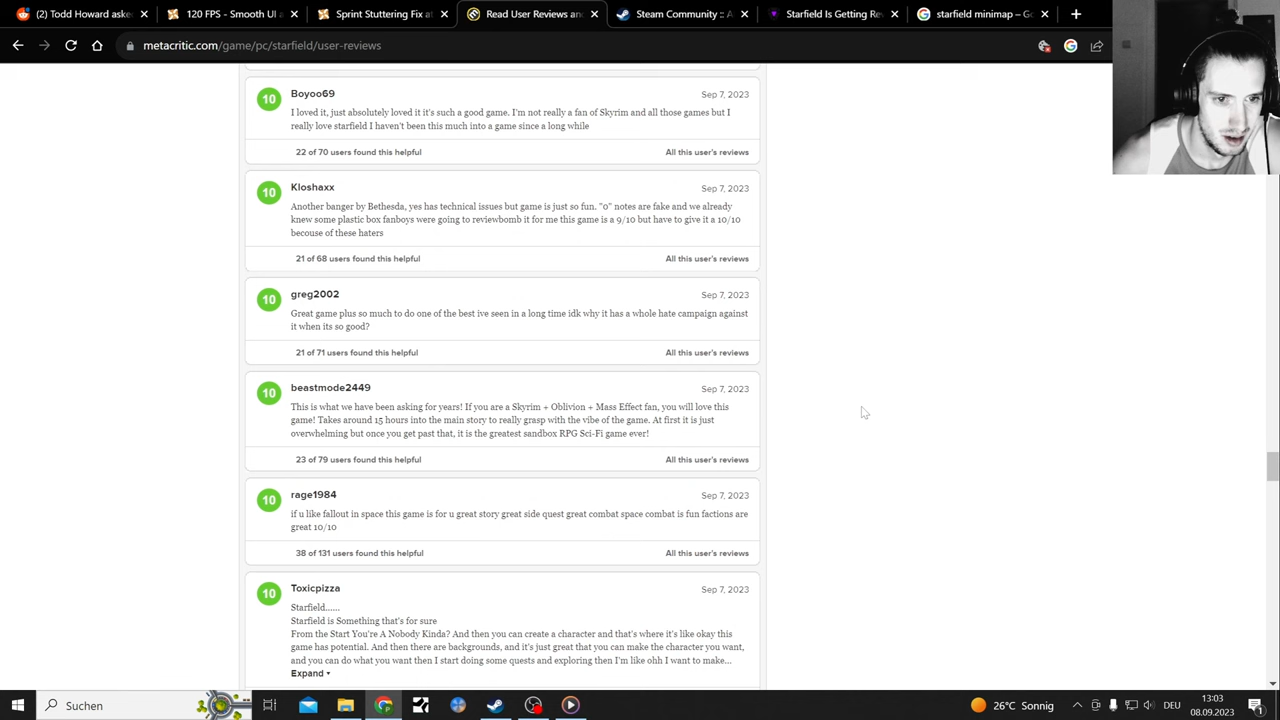 () Todd Howard asked
120 FPS - Smooth UI a
Sprint Stuttering Fix at
Read User Reviews and
Steam Community :: A
Starfield Is Getting Re
starfield minimap – Go
metacritic.com/game/pc/starfield/user-reviews
10 Boyoo69 Sep 7, 2023
I loved it, just absolutely loved it it's such a good game. I'm not really a fan of Skyrim and all those games but I
really love starfield I haven't been this much into a game since a long while
22 of 70 users found this helpful All this user's reviews
10 Kloshaxx Sep 7, 2023
Another banger by Bethesda, yes has technical issues but game is just so fun. "0" notes are fake and we already
knew some plastic box fanboys were going to reviewbomb it for me this game is a 9/10 but have to give it a 10/10
becouse of these haters
21 of 68 users found this helpful All this user's reviews
10 greg2002 Sep 7, 2023
Great game plus so much to do one of the best ive seen in a long time idk why it has a whole hate campaign against
it when its so good?
21 of 71 users found this helpful All this user's reviews
10 beastmode2449 Sep 7, 2023
This is what we have been asking for years! If you are a Skyrim + Oblivion + Mass Effect fan, you will love this
game! Takes around 15 hours into the main story to really grasp with the vibe of the game. At first it is just
overwhelming but once you get past that, it is the greatest sandbox RPG Sci-Fi game ever!
23 of 79 users found this helpful All this user's reviews
10 rage1984 Sep 7, 2023
if u like fallout in space this game is for u great story great side quest great combat space combat is fun factions are
great 10/10
38 of 131 users found this helpful All this user's reviews
10 Toxicpizza Sep 7, 2023
Starfield......
Starfield is Something that's for sure
From the Start You're A Nobody Kinda? And then you can create a character and that's where it's like okay this
game has potential. And then there are backgrounds, and it's just great that you can make the character you want,
and you can do what you want then I start doing some quests and exploring then I'm like ohh I want to make...
Expand
Suchen
26°C Sonnig
DEU
13:03
08.09.2023
1